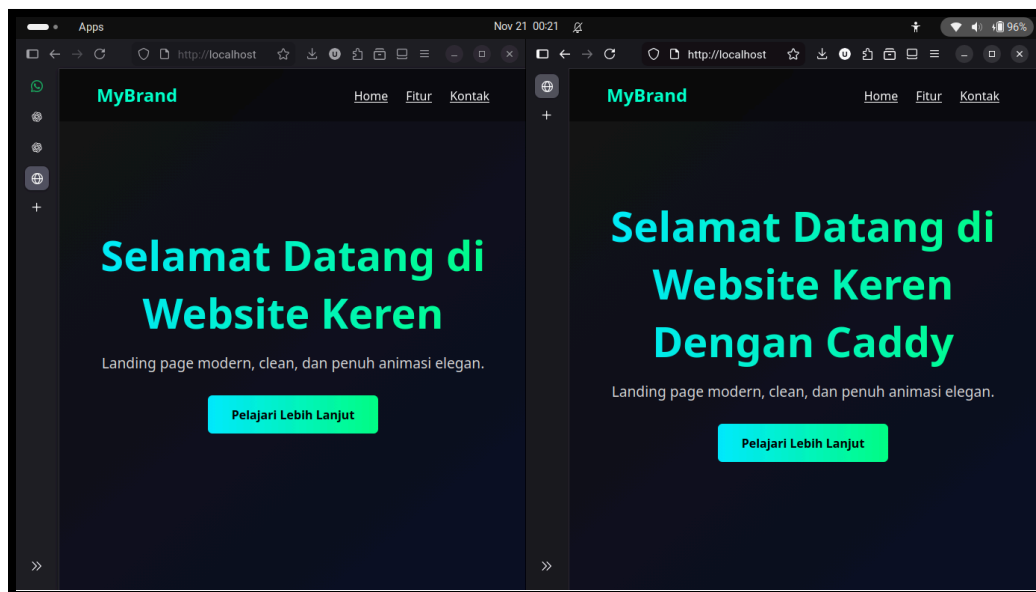 Apps
Nov 21 00:21
96%
http://localhost
http://localhost
MyBrand
Home Fitur Kontak
Selamat Datang di
Website Keren
Landing page modern, clean, dan penuh animasi elegan.
Pelajari Lebih Lanjut
MyBrand
Home Fitur Kontak
Selamat Datang di
Website Keren
Dengan Caddy
Landing page modern, clean, dan penuh animasi elegan.
Pelajari Lebih Lanjut